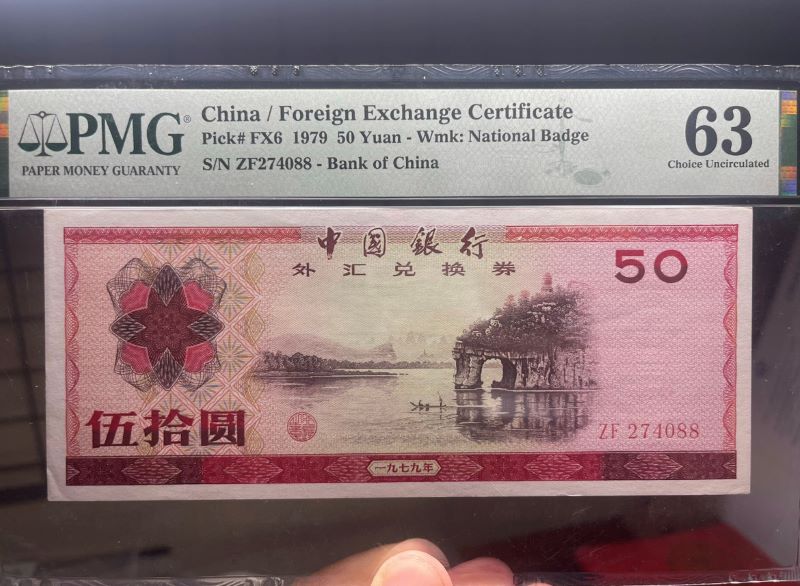 PMG®
PAPER MONEY GUARANTY
China / Foreign Exchange Certificate
Pick# FX6 1979 50 Yuan - Wmk: National Badge
S/N ZF274088 - Bank of China
63
Choice Uncirculated
中國銀行
外汇兑换券
50
伍拾圆
ZF 274088
一九七九年